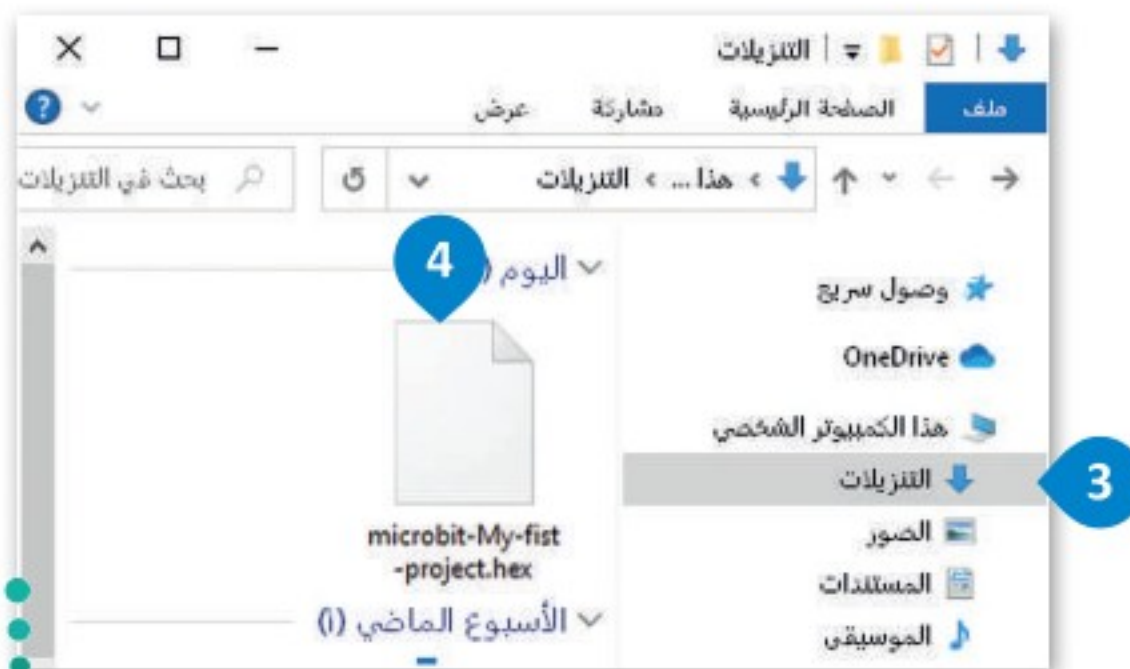 التنزيلات
ملف الصفحة الرئيسية مشاركة عرض
هذا ... › التنزيلات بحث في التنزيلات
وصول سريع
OneDrive
هذا الكمبيوتر الشخصي
التنزيلات
الصور
المستندات
الموسيقى
3
4
اليوم (
microbit-My-fist
-project.hex
الأسبوع الماضي (١)